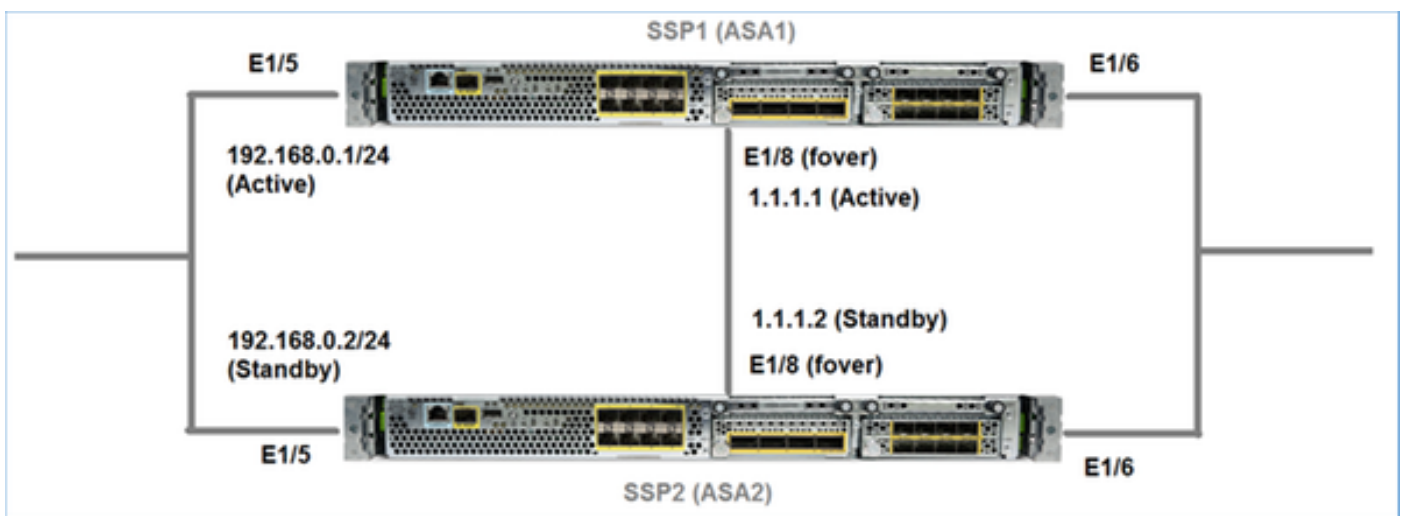 SSP1 (ASA1)
E1/5
E1/6
192.168.0.1/24
(Active)
E1/8 (fover)
1.1.1.1 (Active)
1.1.1.2 (Standby)
192.168.0.2/24
(Standby)
E1/8 (fover)
E1/5
E1/6
SSP2 (ASA2)